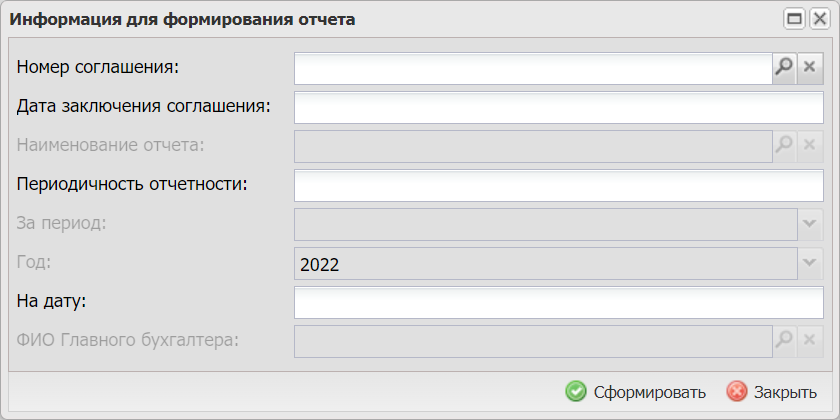 Информация для формирования отчета
Номер соглашения:
Дата заключения соглашения:
Наименование отчета:
Периодичность отчетности:
За период:
Год: 2022
На дату:
ФИО Главного бухгалтера:
Сформировать Закрыть